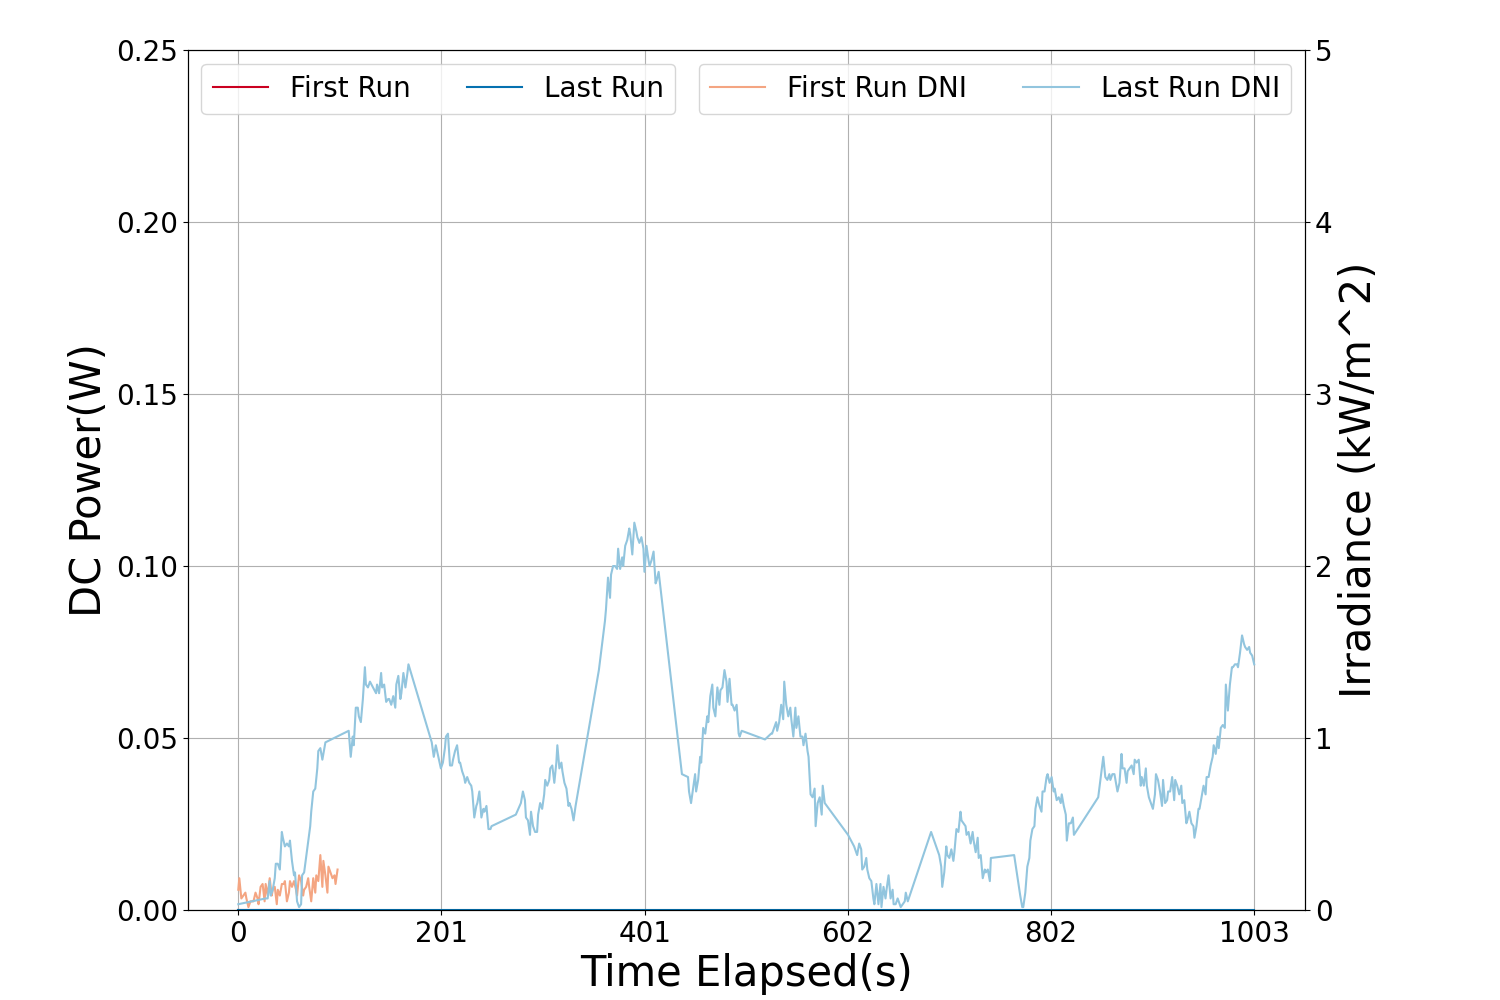 First Run
Last Run
First Run DNI
Last Run DNI
DC Power(W)
0.25
0.20
0.15
0.10
0.05
0.00
5
4
3
2
1
0
Irradiance (kW/m^2)
0 201 401 602 802 1003
Time Elapsed(s)